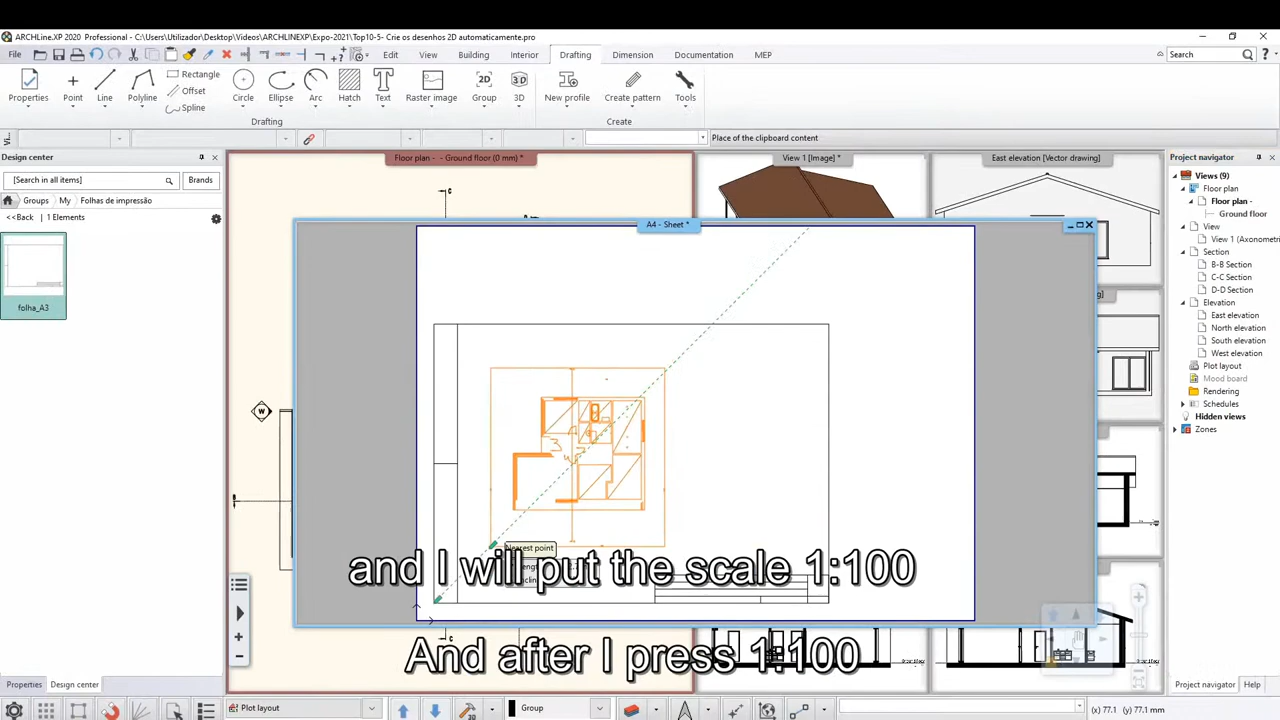 ARCHLine.XP 2020 Professional - C:\Users\Utilizador\Desktop\Videos\ARCHLINEXP\Expo-2021\Top10-5- Crie os desenhos 2D automaticamente.pro
File
Edit
View
Building
Interior
Drafting
Dimension
Documentation
MEP
Search
Properties
Point
Line
Polyline
Rectangle
Offset
Spline
Circle
Ellipse
Arc
Hatch
Text
Raster image
Group
3D
New profile
Create pattern
Tools
Drafting
Create
Place of the clipboard content
Design center
[Search in all items]
Brands
Groups
My
Folhas de impressão
<<Back
1 Elements
folha_A3
Floor plan - - Ground floor (0 mm) *
View 1 [Image] *
East elevation [Vector drawing]
A4 - Sheet *
W
Nearest point
and I will put the scale 1:100
And after I press 1:100
Project navigator
Views (9)
Floor plan
Floor plan -
Ground floor
View
View 1 (Axonometri
Section
B-B Section
C-C Section
D-D Section
Elevation
East elevation
North elevation
South elevation
West elevation
Plot layout
Mood board
Rendering
Schedules
Hidden views
Zones
Properties
Design center
Project navigator
Help
Plot layout
Group
x: 77.1
y: 77.1 mm